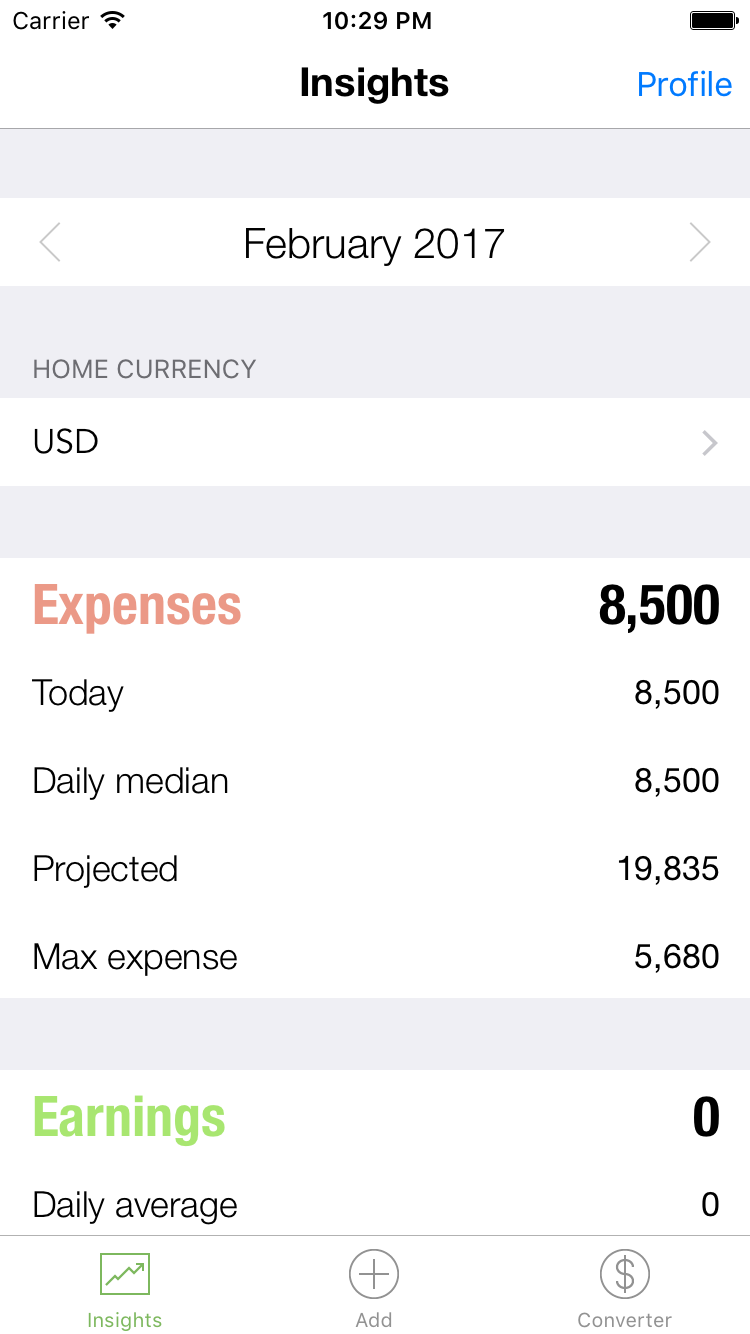 Carrier 10:29 PM
Insights Profile
February 2017
HOME CURRENCY
USD
Expenses 8,500
Today 8,500
Daily median 8,500
Projected 19,835
Max expense 5,680
Earnings 0
Daily average 0
Insights Add Converter